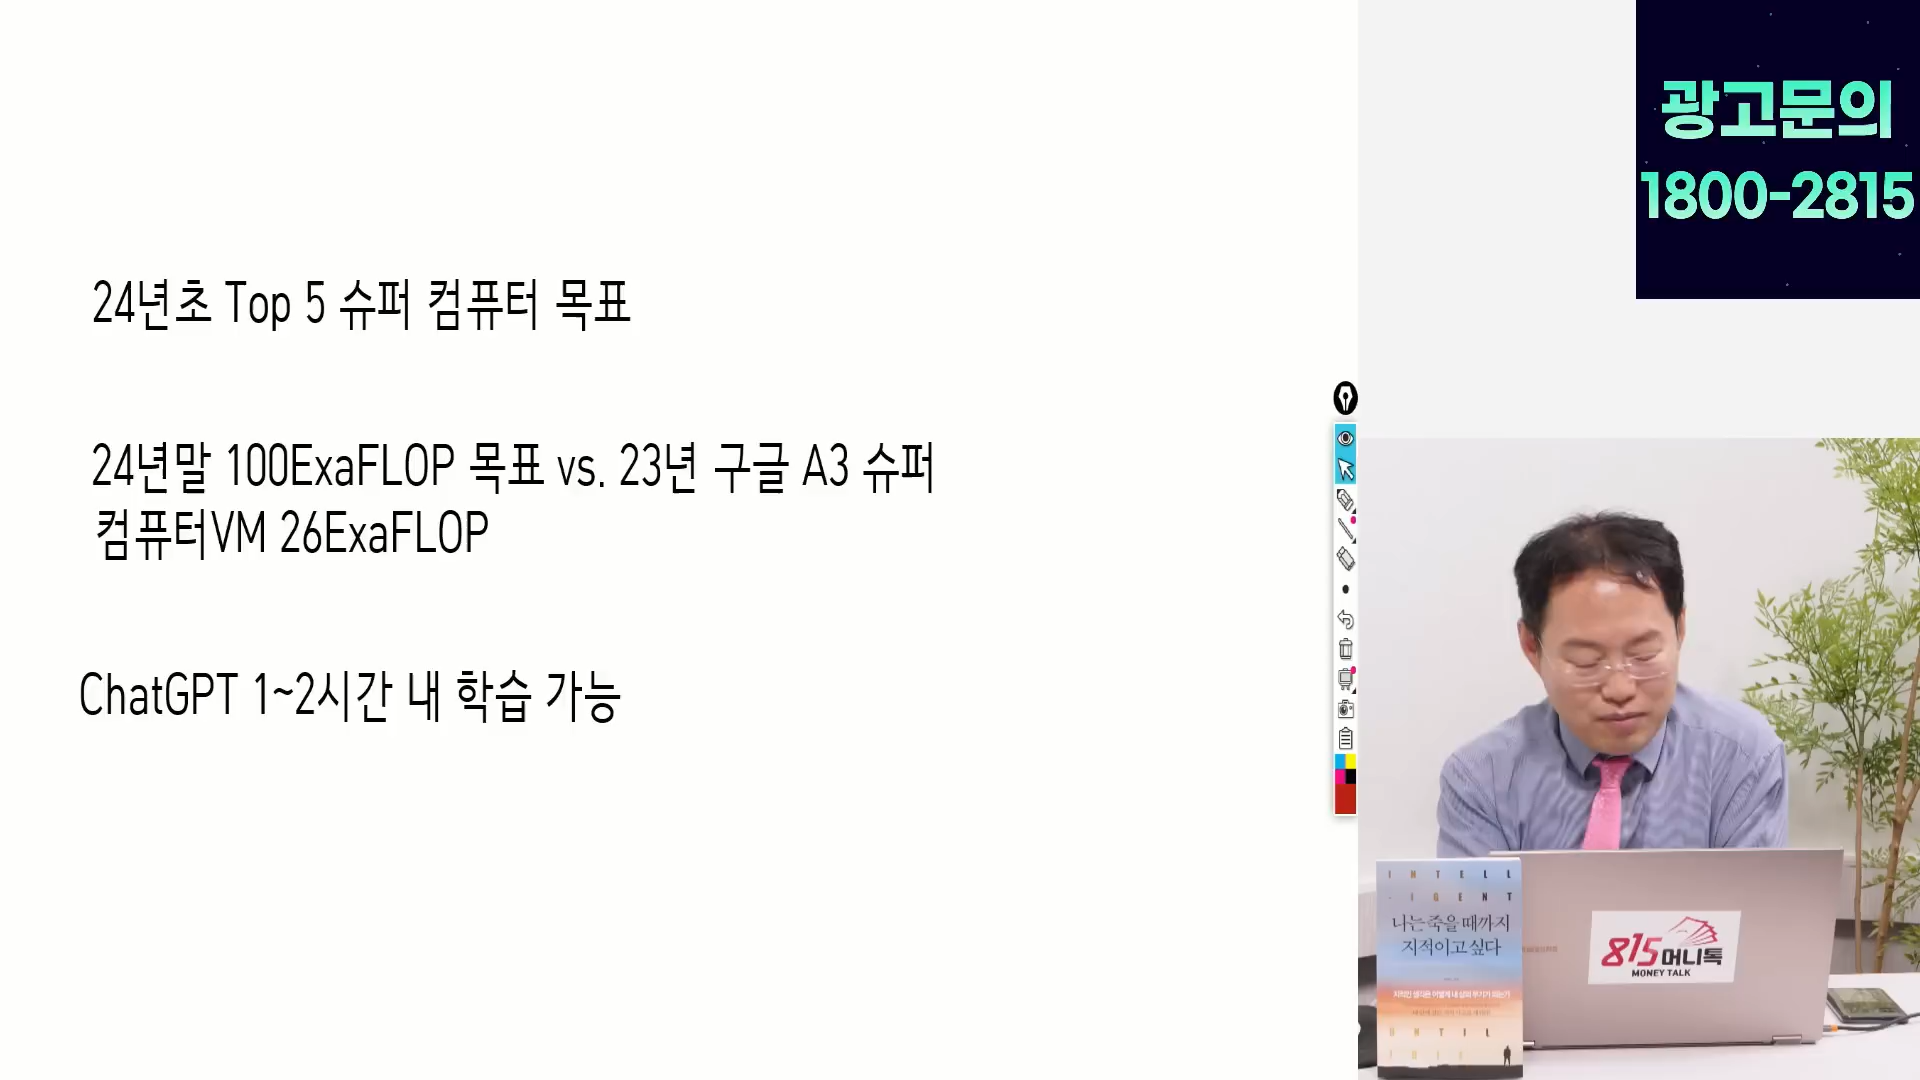 광고문의
1800-2815
24년초 Top 5 슈퍼 컴퓨터 목표
24년말 100ExaFLOP 목표 vs. 23년 구글 A3 슈퍼
컴퓨터VM 26ExaFLOP
ChatGPT 1~2시간 내 학습 가능
INTELL
IGENT
나는 죽을 때까지
지적이고 싶다
UNTIL
815머니톡
MONEY TALK